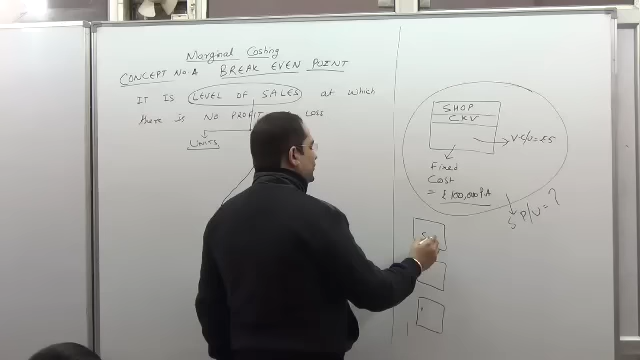 Marginal Costing
CONCEPT NO.A BREAK EVEN POINT
IT IS LEVEL OF SALES at which
there is NO PROFIT LOSS
UNITS
SHOP
CKV
V.C/U = £5
Fixed
Cost
= £100,000 P.A
S P/U = ?
S